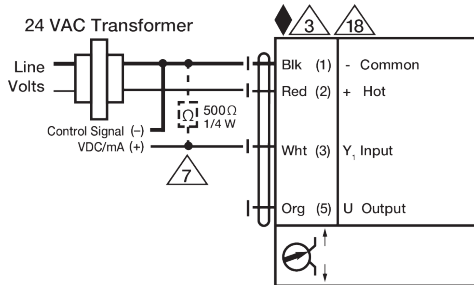 24 VAC Transformer
3 18
Line Volts
Blk (1) - Common
Red (2) + Hot
Ω 500Ω 1/4 W
Control Signal (–)
VDC/mA (+)
Wht (3) Y1 Input
7
Org (5) U Output